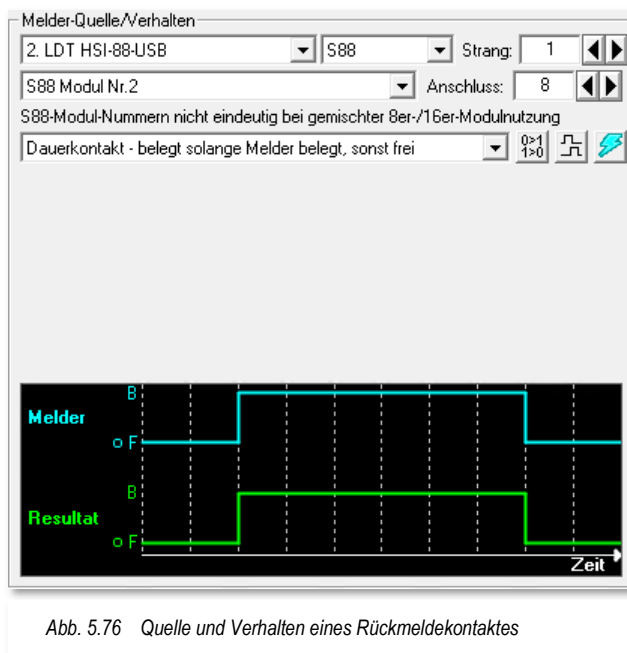 Melder-Quelle/Verhalten
2. LDT HSI-88-USB S88 Strang: 1
S88 Modul Nr.2 Anschluss: 8
S88-Modul-Nummern nicht eindeutig bei gemischter 8er-/16er-Modulnutzung
Dauerkontakt - belegt solange Melder belegt, sonst frei 0>1
1>0
B
Melder
o F
B
Resultat
o F
Zeit
Abb. 5.76 Quelle und Verhalten eines Rückmeldekontaktes